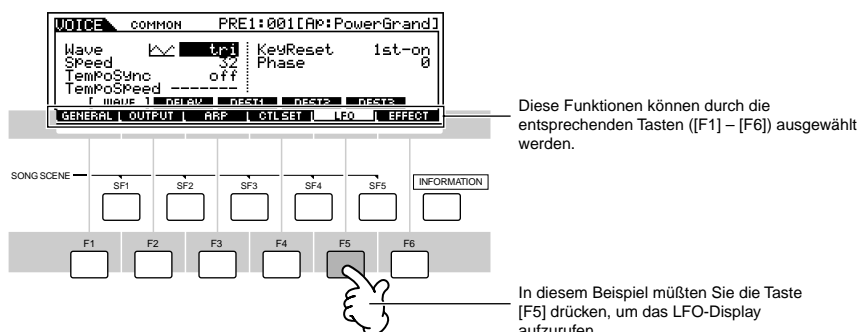 VOICE COMMON PRE1:001[AP:PowerGrand]
Wave tri KeyReset 1st-on
Speed 32 Phase 0
TempoSync off
TempoSpeed -------
[ WAVE ] DELAY DEST1 DEST2 DEST3
GENERAL OUTPUT ARP CTL SET LFO EFFECT
Diese Funktionen können durch die
entsprechenden Tasten ([F1] – [F6]) ausgewählt
werden.
SONG SCENE
SF1 SF2 SF3 SF4 SF5 INFORMATION
F1 F2 F3 F4 F5 F6
In diesem Beispiel müßten Sie die Taste
[F5] drücken, um das LFO-Display
aufzurufen